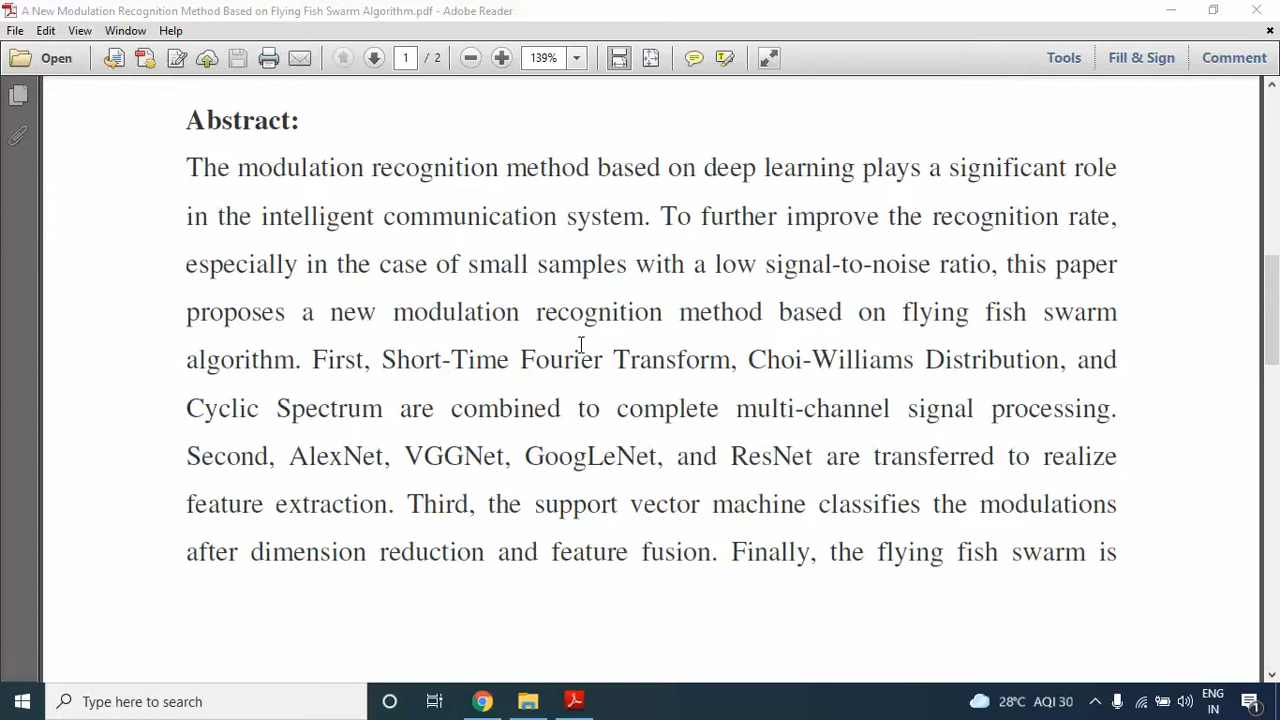 A New Modulation Recognition Method Based on Flying Fish Swarm Algorithm.pdf - Adobe Reader
File Edit View Window Help
Open 1 / 2 139% Tools Fill & Sign Comment
Abstract:
The modulation recognition method based on deep learning plays a significant role
in the intelligent communication system. To further improve the recognition rate,
especially in the case of small samples with a low signal-to-noise ratio, this paper
proposes a new modulation recognition method based on flying fish swarm
algorithm. First, Short-Time Fourier Transform, Choi-Williams Distribution, and
Cyclic Spectrum are combined to complete multi-channel signal processing.
Second, AlexNet, VGGNet, GoogLeNet, and ResNet are transferred to realize
feature extraction. Third, the support vector machine classifies the modulations
after dimension reduction and feature fusion. Finally, the flying fish swarm is
Type here to search 28°C AQI 30 ENG
IN 1